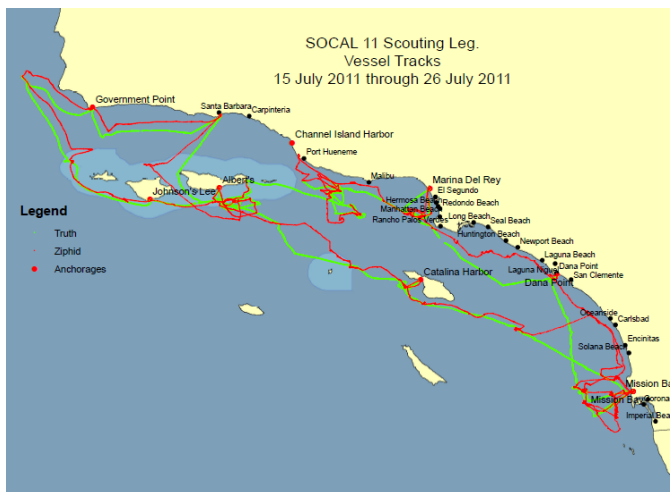 SOCAL 11 Scouting Leg.
Vessel Tracks
15 July 2011 through 26 July 2011
Government Point
Santa Barbara
Carpinteria
Channel Island Harbor
Port Hueneme
Albert's
Malibu
Marina Del Rey
Johnson's Lee
El Segundo
Hermosa Beach
Redondo Beach
Manhattan Beach
Rancho Palos Verdes
Long Beach
Seal Beach
Huntington Beach
Newport Beach
Laguna Beach
Laguna Niguel
Dana Point
San Clemente
Dana Point
Catalina Harbor
Legend
Truth
Ziphid
Anchorages
Oceanside
Carlsbad
Encinitas
Solana Beach
Mission Ba
Mission Bay
Corona
Imperial Bea